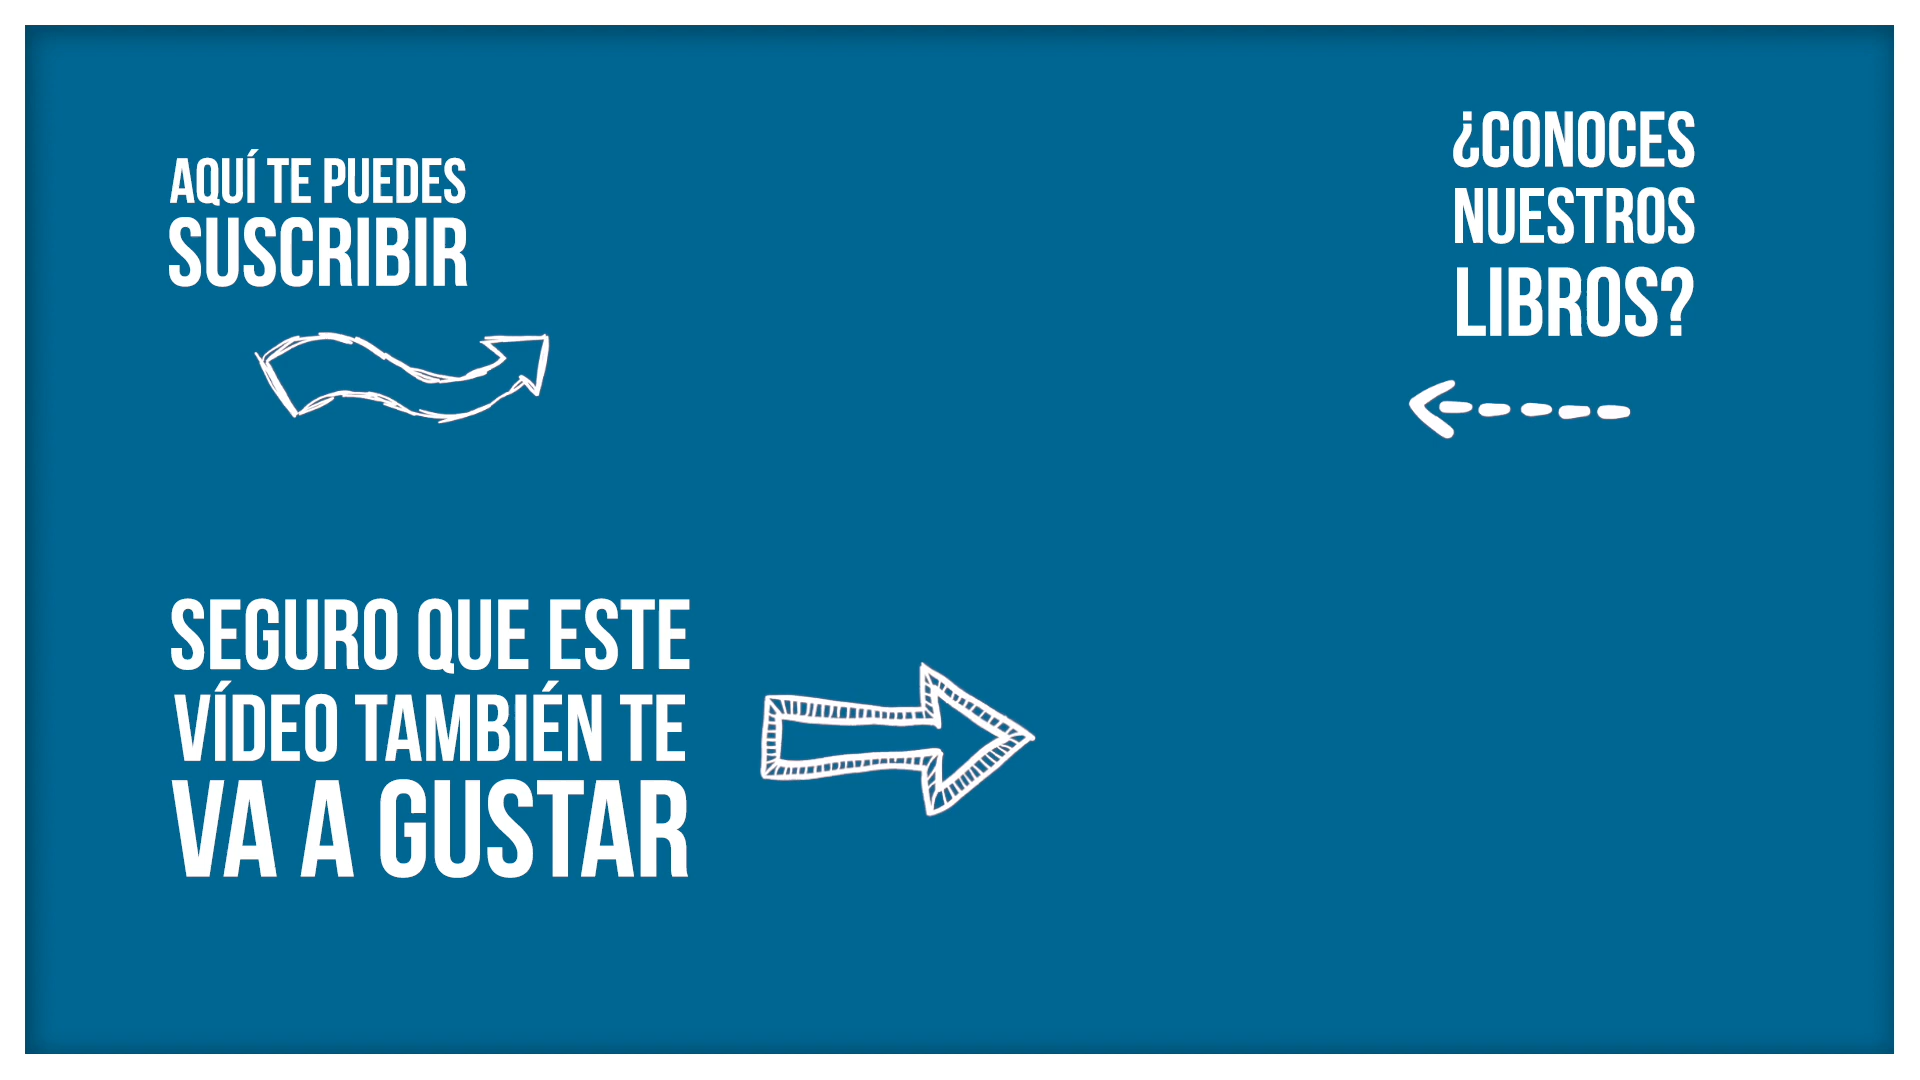 AQUÍ TE PUEDES
SUSCRIBIR
¿CONOCES
NUESTROS
LIBROS?
SEGURO QUE ESTE
VÍDEO TAMBIÉN TE
VA A GUSTAR